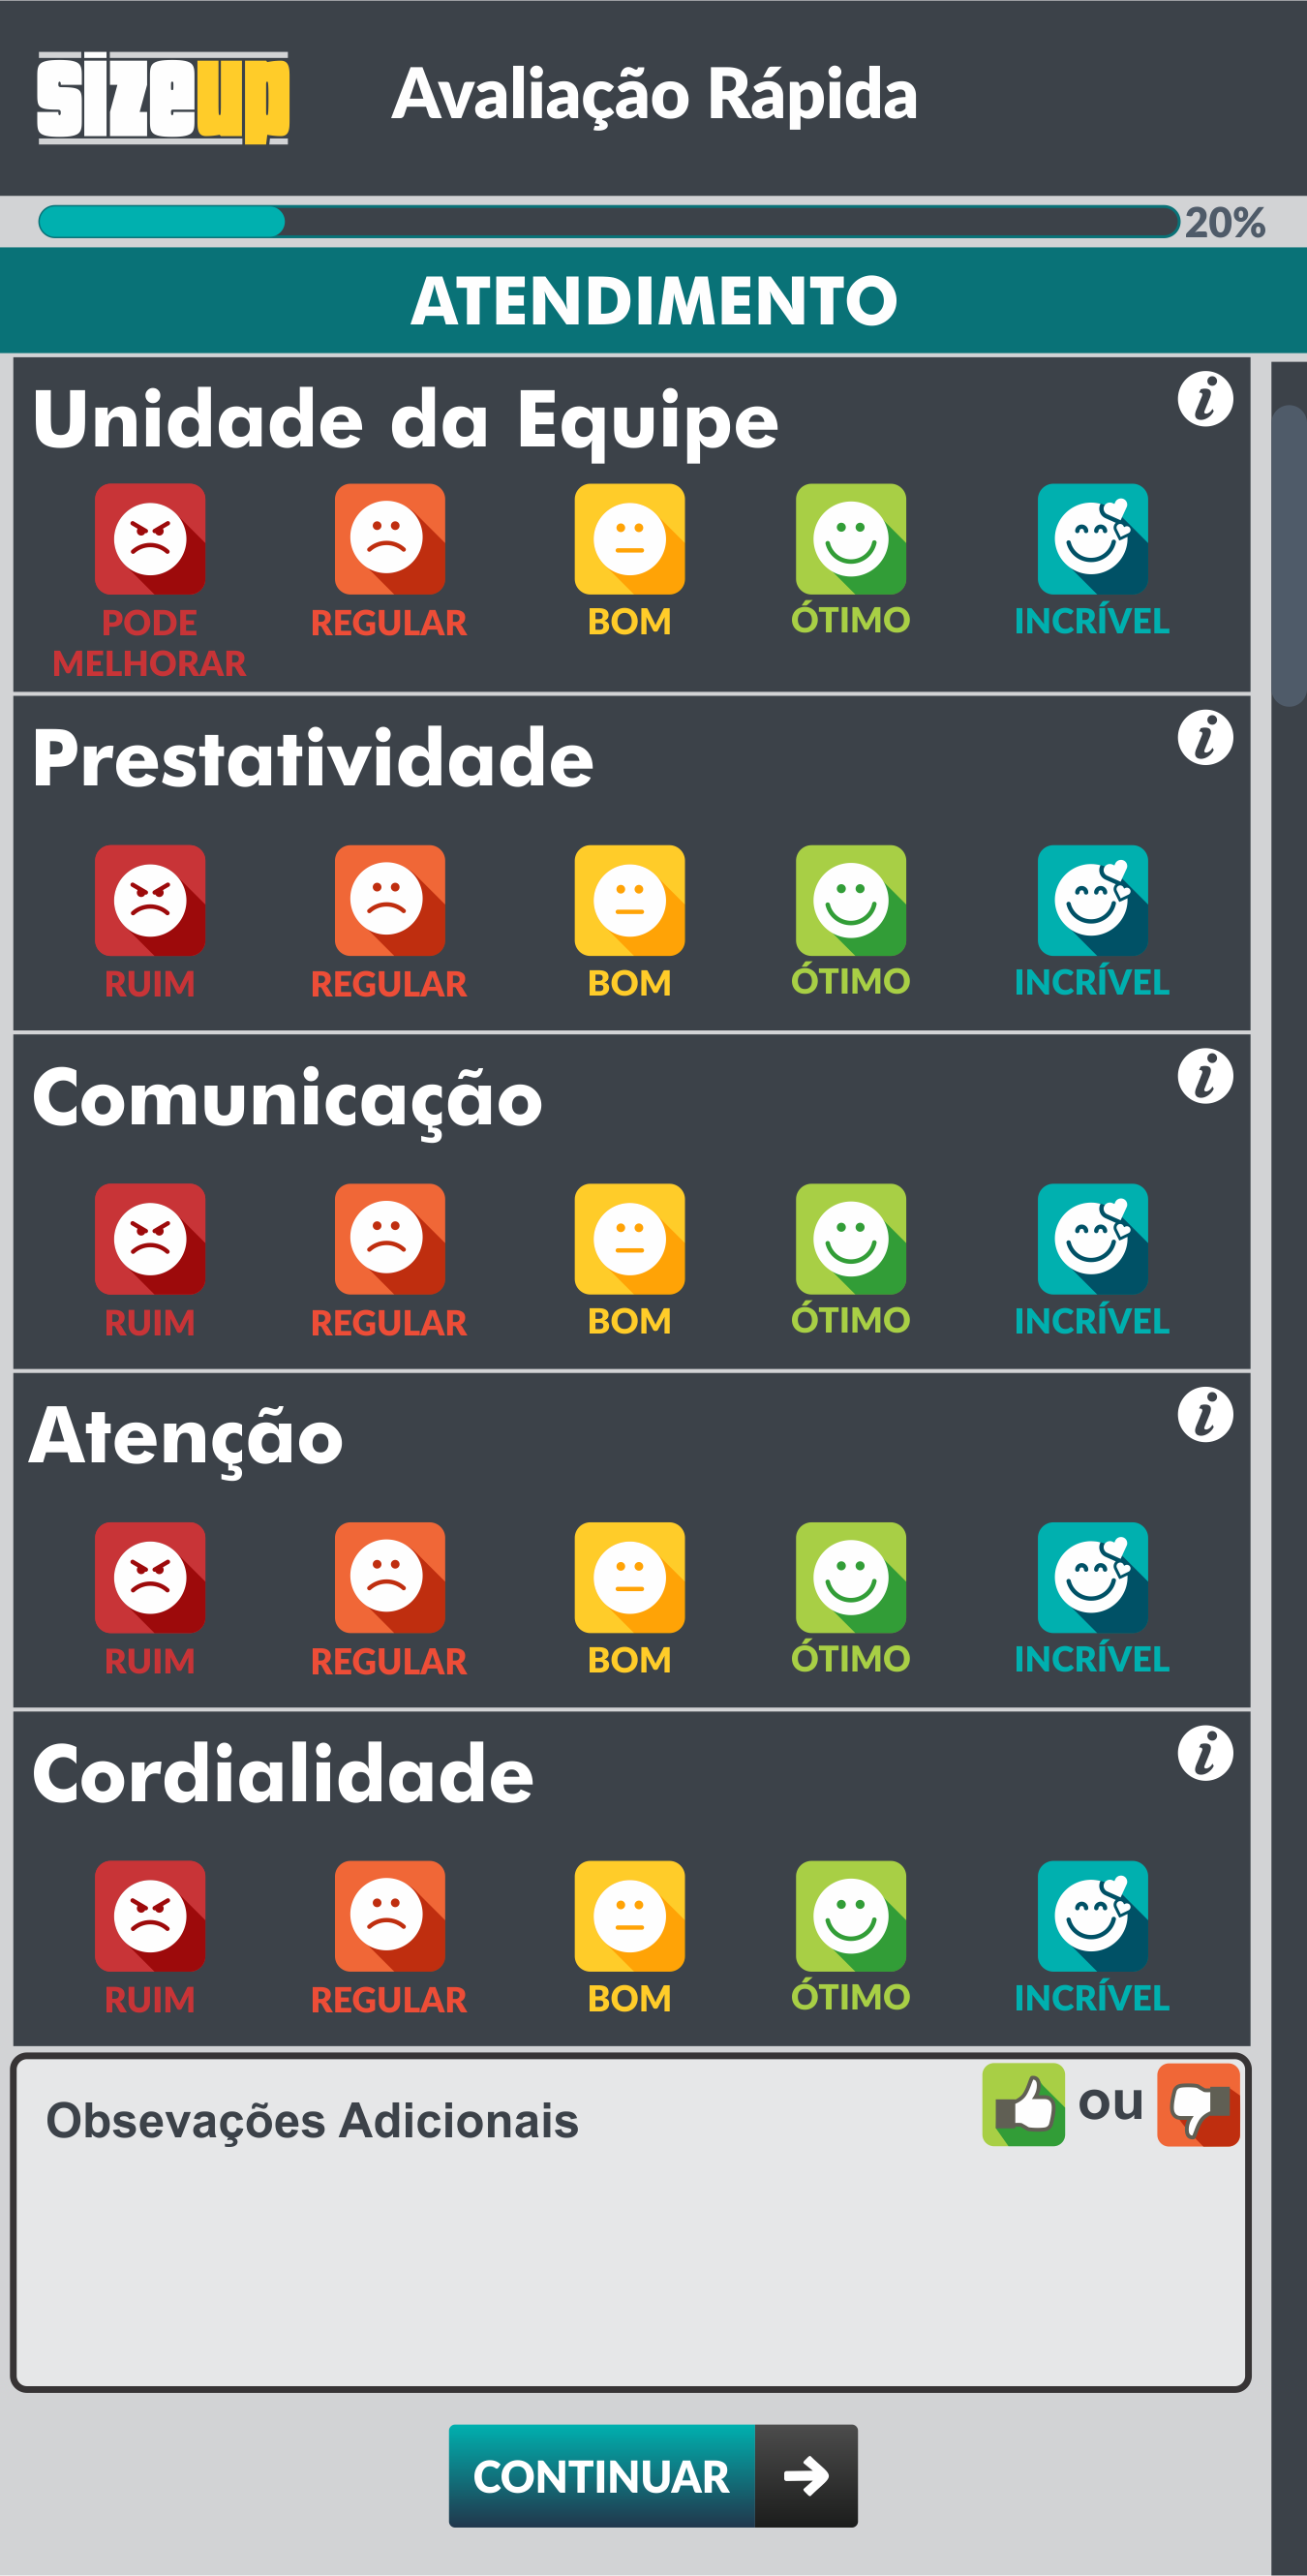 sizeup
Avaliação Rápida
20%
ATENDIMENTO
Unidade da Equipe
i
PODE MELHORAR
REGULAR
BOM
ÓTIMO
INCRÍVEL
Prestatividade
i
RUIM
REGULAR
BOM
ÓTIMO
INCRÍVEL
Comunicação
i
RUIM
REGULAR
BOM
ÓTIMO
INCRÍVEL
Atenção
i
RUIM
REGULAR
BOM
ÓTIMO
INCRÍVEL
Cordialidade
i
RUIM
REGULAR
BOM
ÓTIMO
INCRÍVEL
Obsevações Adicionais
ou
CONTINUAR